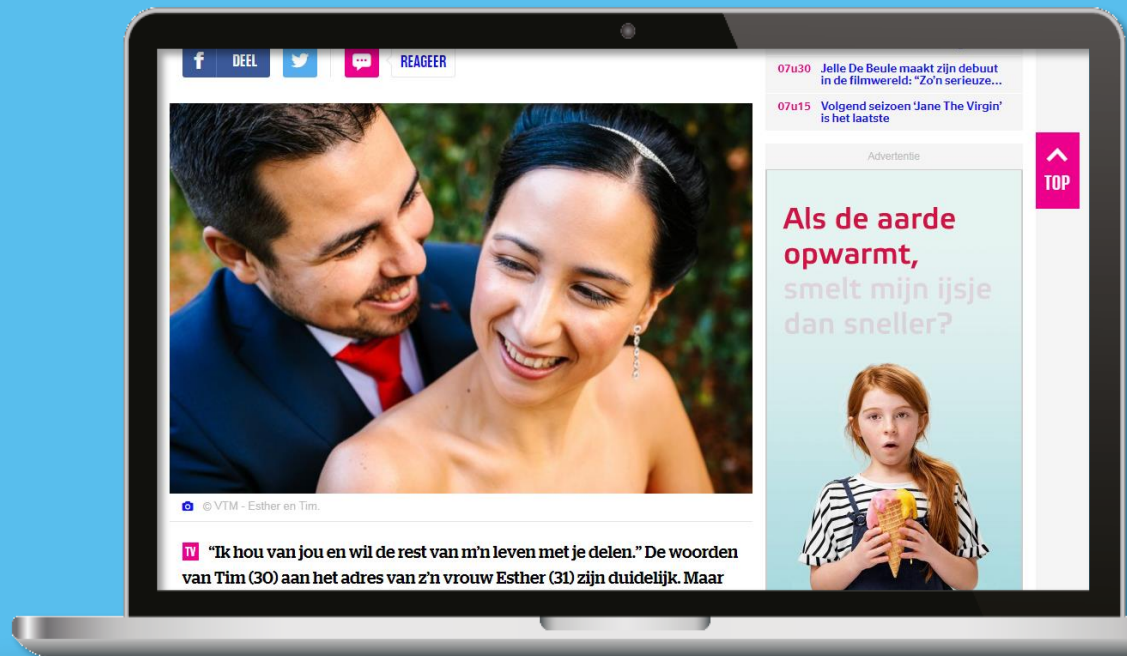 f DEEL
REAGEER
© VTM - Esther en Tim.
TV "Ik hou van jou en wil de rest van m'n leven met je delen." De woorden
van Tim (30) aan het adres van z'n vrouw Esther (31) zijn duidelijk. Maar
07u30 Jelle De Beule maakt zijn debuut
in de filmwereld: "Zo'n serieuze...
07u15 Volgend seizoen 'Jane The Virgin'
is het laatste
Advertentie
Als de aarde
opwarmt,
smelt mijn ijsje
dan sneller?
TOP